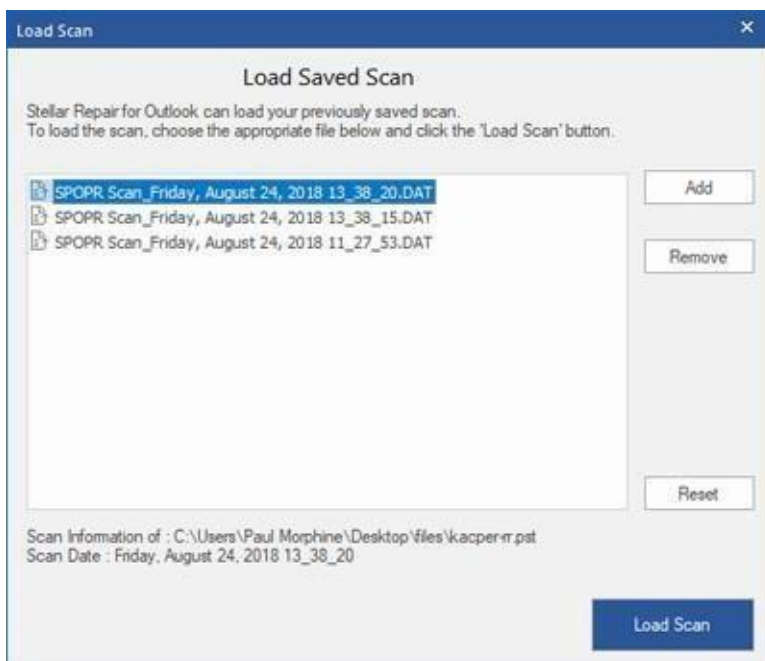 Load Scan
Load Saved Scan
Stellar Repair for Outlook can load your previously saved scan.
To load the scan, choose the appropriate file below and click the 'Load Scan' button.
SPOPR Scan_Friday, August 24, 2018 13_38_20.DAT
SPOPR Scan_Friday, August 24, 2018 13_38_15.DAT
SPOPR Scan_Friday, August 24, 2018 11_27_53.DAT
Add
Remove
Reset
Scan Information of : C:\Users\Paul Morphine\Desktop\files\kacper-rr.pst
Scan Date : Friday, August 24, 2018 13_38_20
Load Scan